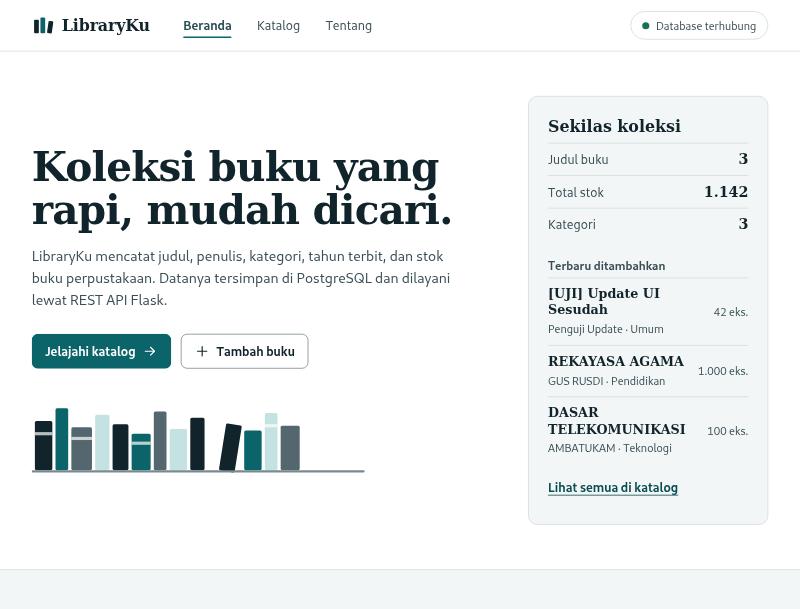 LibraryKu
Beranda
Katalog
Tentang
Database terhubung
Koleksi buku yang
rapi, mudah dicari.
LibraryKu mencatat judul, penulis, kategori, tahun terbit, dan stok
buku perpustakaan. Datanya tersimpan di PostgreSQL dan dilayani
lewat REST API Flask.
Jelajahi katalog →
+ Tambah buku
Sekilas koleksi
Judul buku 3
Total stok 1.142
Kategori 3
Terbaru ditambahkan
[UJI] Update UI
Sesudah
42 eks.
Penguji Update · Umum
REKAYASA AGAMA
1.000 eks.
GUS RUSDI · Pendidikan
DASAR
TELEKOMUNIKASI
100 eks.
AMBATUKAM · Teknologi
Lihat semua di katalog